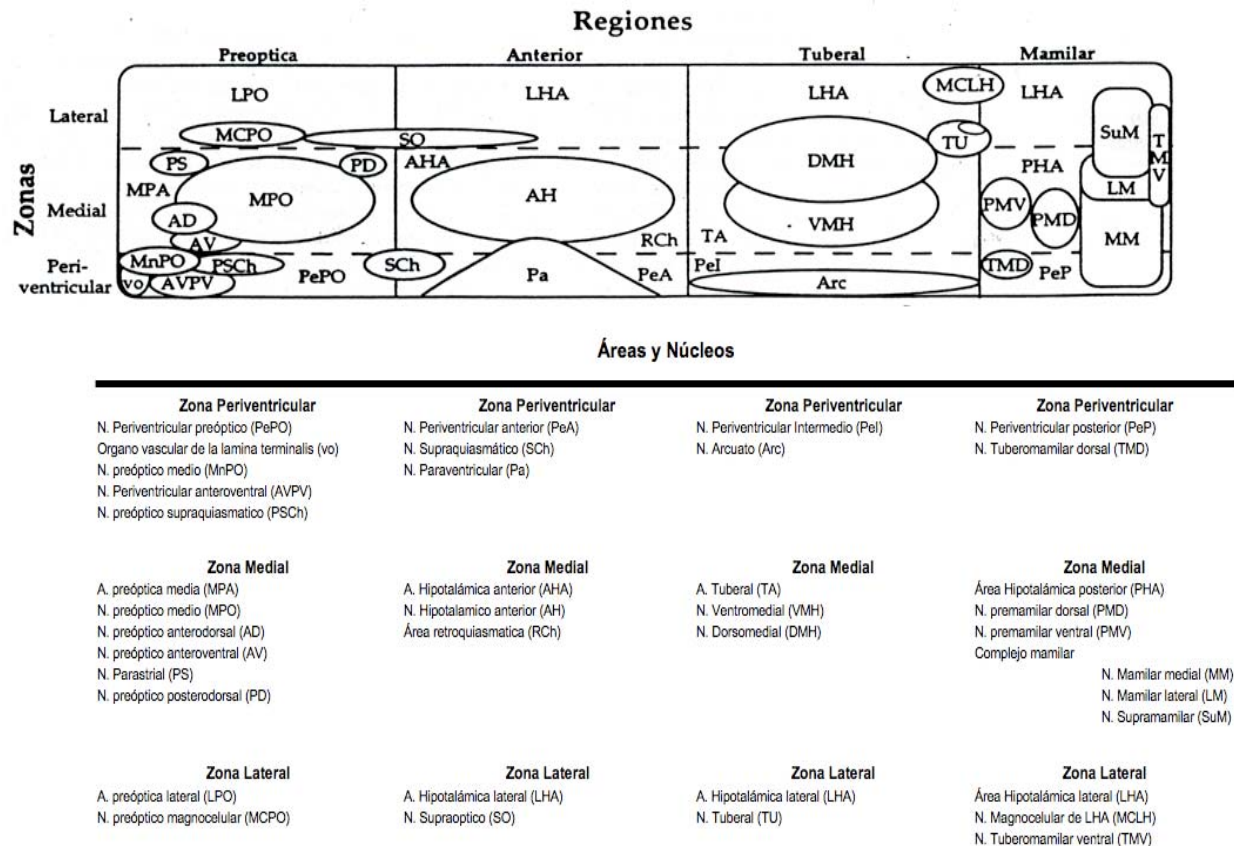 Regiones
Preoptica Anterior Tuberal Mamilar
Zonas
Lateral
Medial
Peri-
ventricular
LPO LHA LHA MCLH LHA
MCPO SO TU SuM TMV
PS PD AHA DMH PHA
MPA MPO AH LM
AD PMV PMD
AV RCh TA VMH MM
MnPO PSCh SCh PeI TMD
vo AVPV PePO Pa PeA Arc PeP
Áreas y Núcleos
Zona Periventricular
N. Periventricular preóptico (PePO)
Organo vascular de la lamina terminalis (vo)
N. preóptico medio (MnPO)
N. Periventricular anteroventral (AVPV)
N. preóptico supraquiasmatico (PSCh)
Zona Periventricular
N. Periventricular anterior (PeA)
N. Supraquiasmático (SCh)
N. Paraventricular (Pa)
Zona Periventricular
N. Periventricular Intermedio (PeI)
N. Arcuato (Arc)
Zona Periventricular
N. Periventricular posterior (PeP)
N. Tuberomamilar dorsal (TMD)
Zona Medial
A. preóptica media (MPA)
N. preóptico medio (MPO)
N. preóptico anterodorsal (AD)
N. preóptico anteroventral (AV)
N. Parastrial (PS)
N. preóptico posterodorsal (PD)
Zona Medial
A. Hipotalámica anterior (AHA)
N. Hipotalamico anterior (AH)
Área retroquiasmatica (RCh)
Zona Medial
A. Tuberal (TA)
N. Ventromedial (VMH)
N. Dorsomedial (DMH)
Zona Medial
Área Hipotalámica posterior (PHA)
N. premamilar dorsal (PMD)
N. premamilar ventral (PMV)
Complejo mamilar
N. Mamilar medial (MM)
N. Mamilar lateral (LM)
N. Supramamilar (SuM)
Zona Lateral
A. preóptica lateral (LPO)
N. preóptico magnocelular (MCPO)
Zona Lateral
A. Hipotalámica lateral (LHA)
N. Supraoptico (SO)
Zona Lateral
A. Hipotalámica lateral (LHA)
N. Tuberal (TU)
Zona Lateral
Área Hipotalámica lateral (LHA)
N. Magnocelular de LHA (MCLH)
N. Tuberomamilar ventral (TMV)